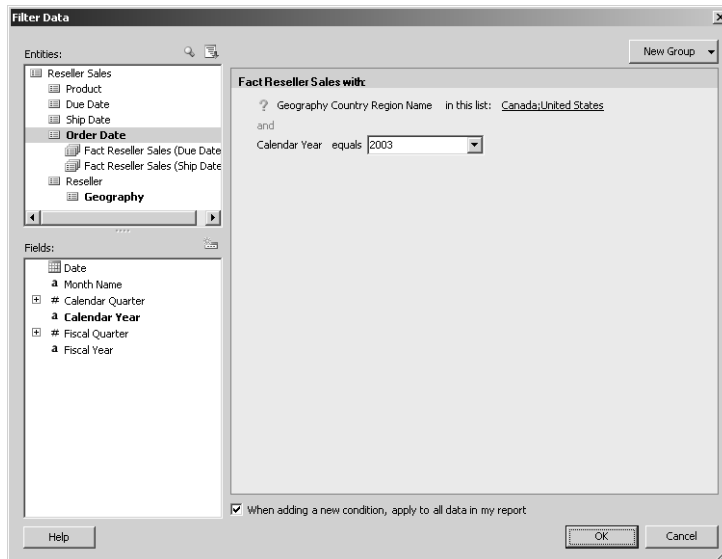 Filter Data
Entities:
New Group
Reseller Sales
Product
Due Date
Ship Date
Order Date
Fact Reseller Sales (Due Date
Fact Reseller Sales (Ship Date
Reseller
Geography
Fact Reseller Sales with:
? Geography Country Region Name in this list: Canada;United States
and
Calendar Year equals 2003
Fields:
Date
a Month Name
# Calendar Quarter
a Calendar Year
# Fiscal Quarter
a Fiscal Year
When adding a new condition, apply to all data in my report
Help
OK
Cancel